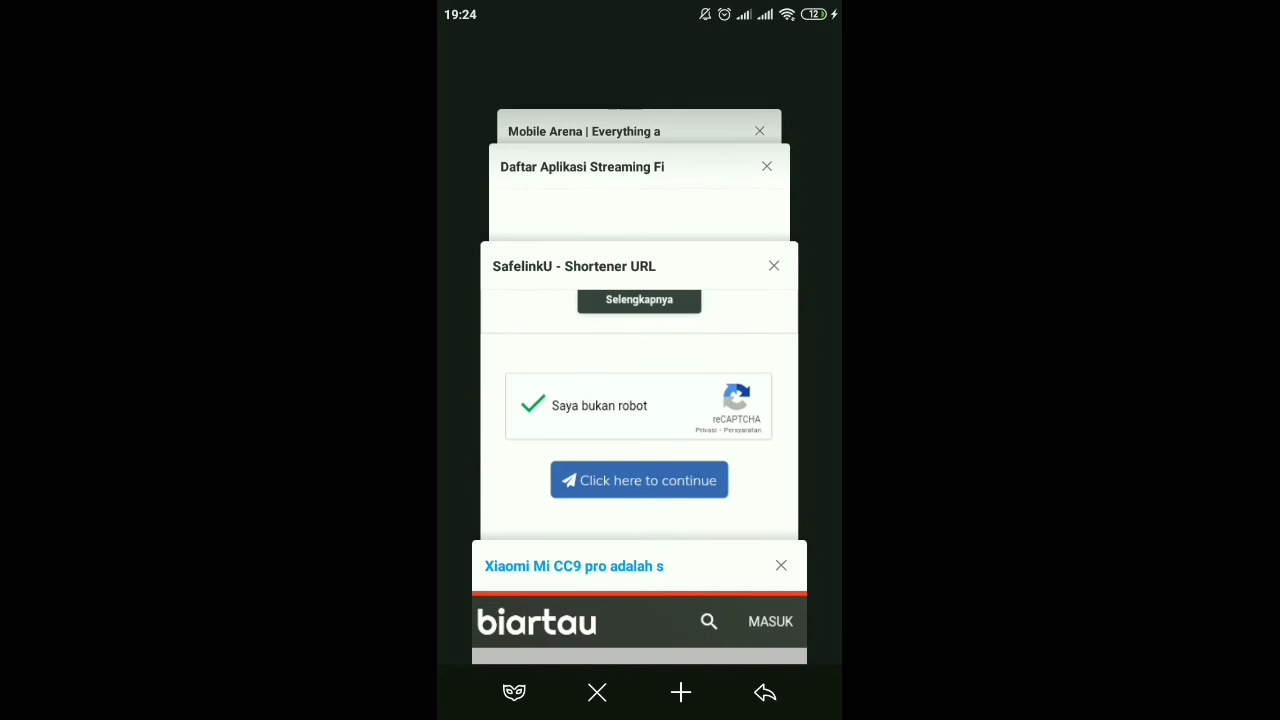 19:24
12
Mobile Arena | Everything a
Daftar Aplikasi Streaming Fi
SafelinkU - Shortener URL
Selengkapnya
Saya bukan robot
reCAPTCHA
Privasi - Persyaratan
Click here to continue
Xiaomi Mi CC9 pro adalah s
biartau
MASUK